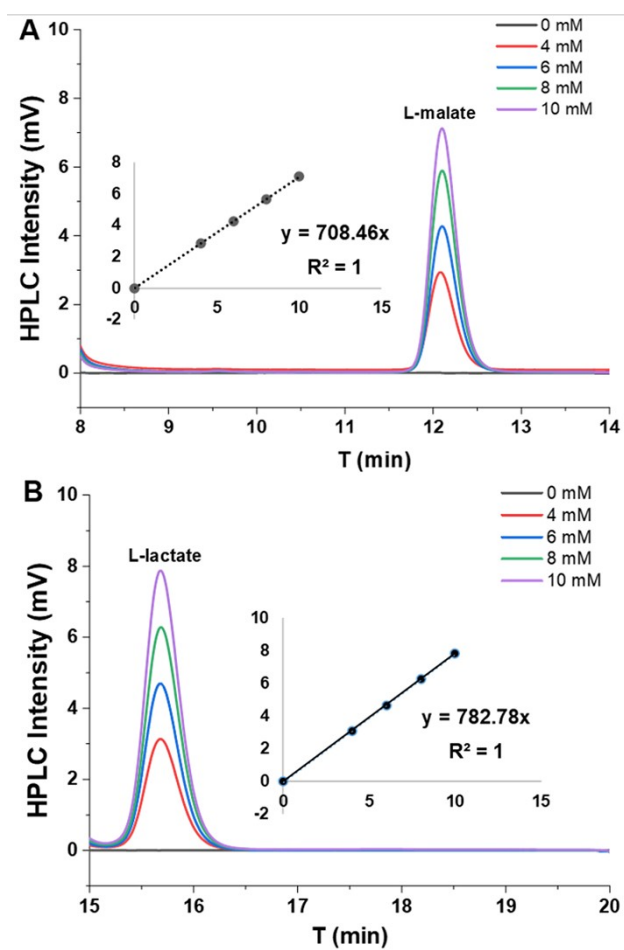 A
HPLC Intensity (mV)
10
8
6
4
2
0
0 mM
4 mM
6 mM
8 mM
10 mM
L-malate
8
6
4
2
0
-2
0
5
10
15
y = 708.46x
R² = 1
8
9
10
11
12
13
14
T (min)
B
HPLC Intensity (mV)
10
8
6
4
2
0
0 mM
4 mM
6 mM
8 mM
10 mM
L-lactate
10
8
6
4
2
0
-2
0
5
10
15
y = 782.78x
R² = 1
15
16
17
18
19
20
T (min)